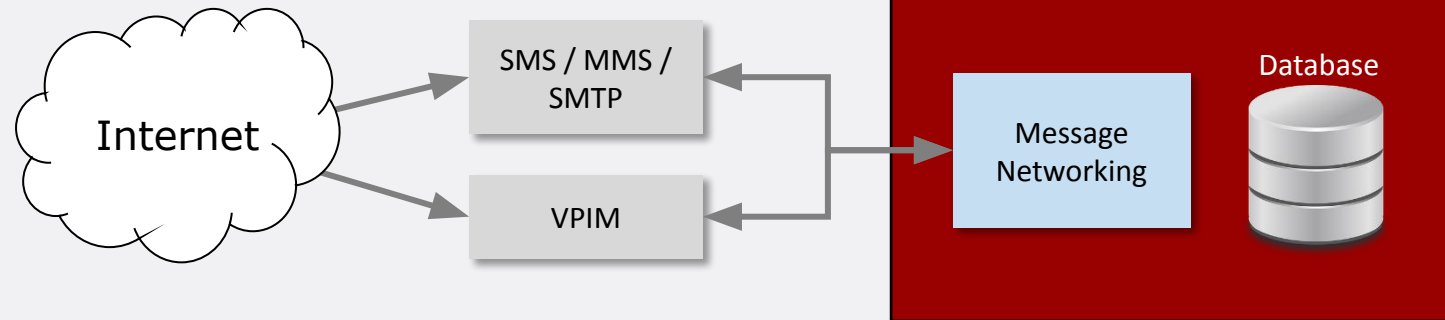 Internet
SMS / MMS /
SMTP
VPIM
Message
Networking
Database